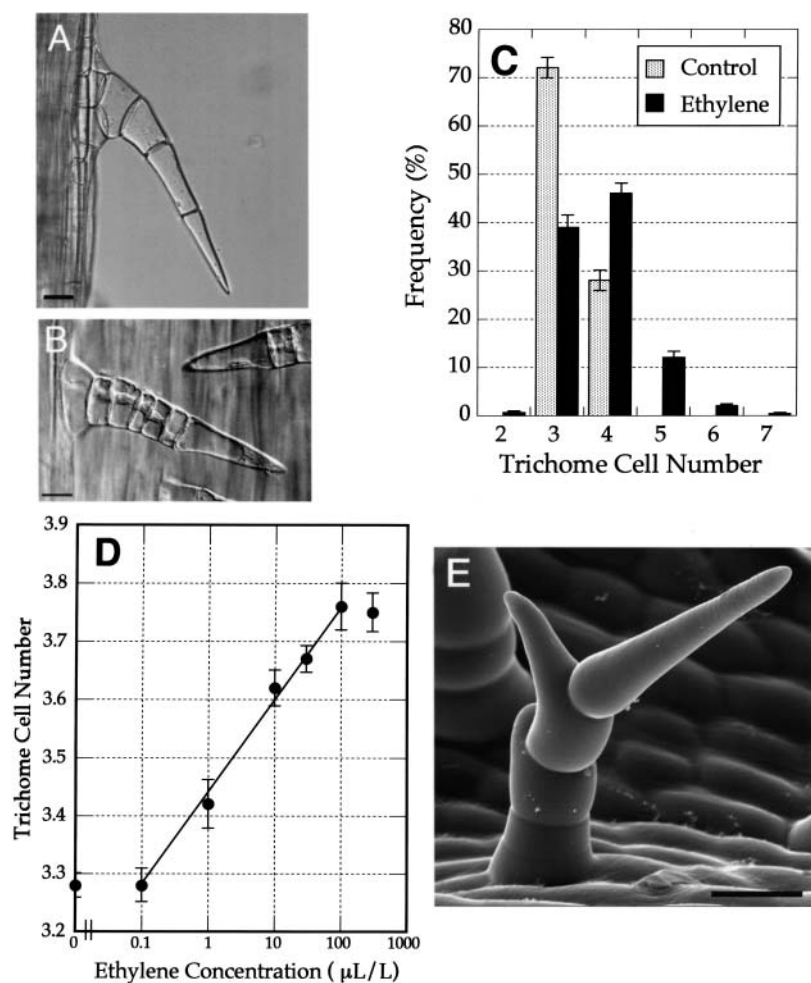 A
B
C
Control
Ethylene
Frequency (%)
70
60
50
40
30
20
10
0
2 3 4 5 6 7
Trichome Cell Number
D
Trichome Cell Number
3.9
3.8
3.7
3.6
3.5
3.4
3.3
3.2
0 0.1 1 10 100 1000
Ethylene Concentration ( μL/L)
E